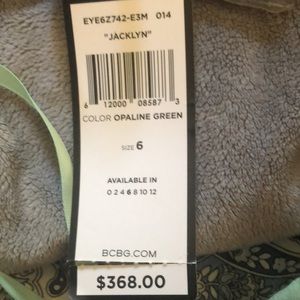 EYE6Z742-E3M 014
"JACKLYN"
6 12000 08587 3
COLOR OPALINE GREEN
SIZE 6
AVAILABLE IN
0 2 4 6 8 10 12
BCBG.COM
$368.00